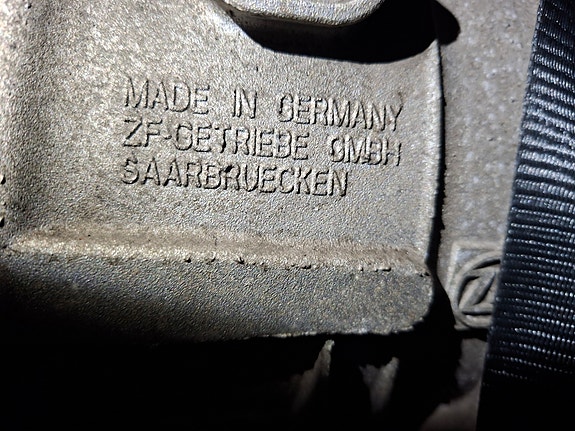 MADE IN GERMANY
ZF-GETRIEBE GMBH
SAARBRUECKEN